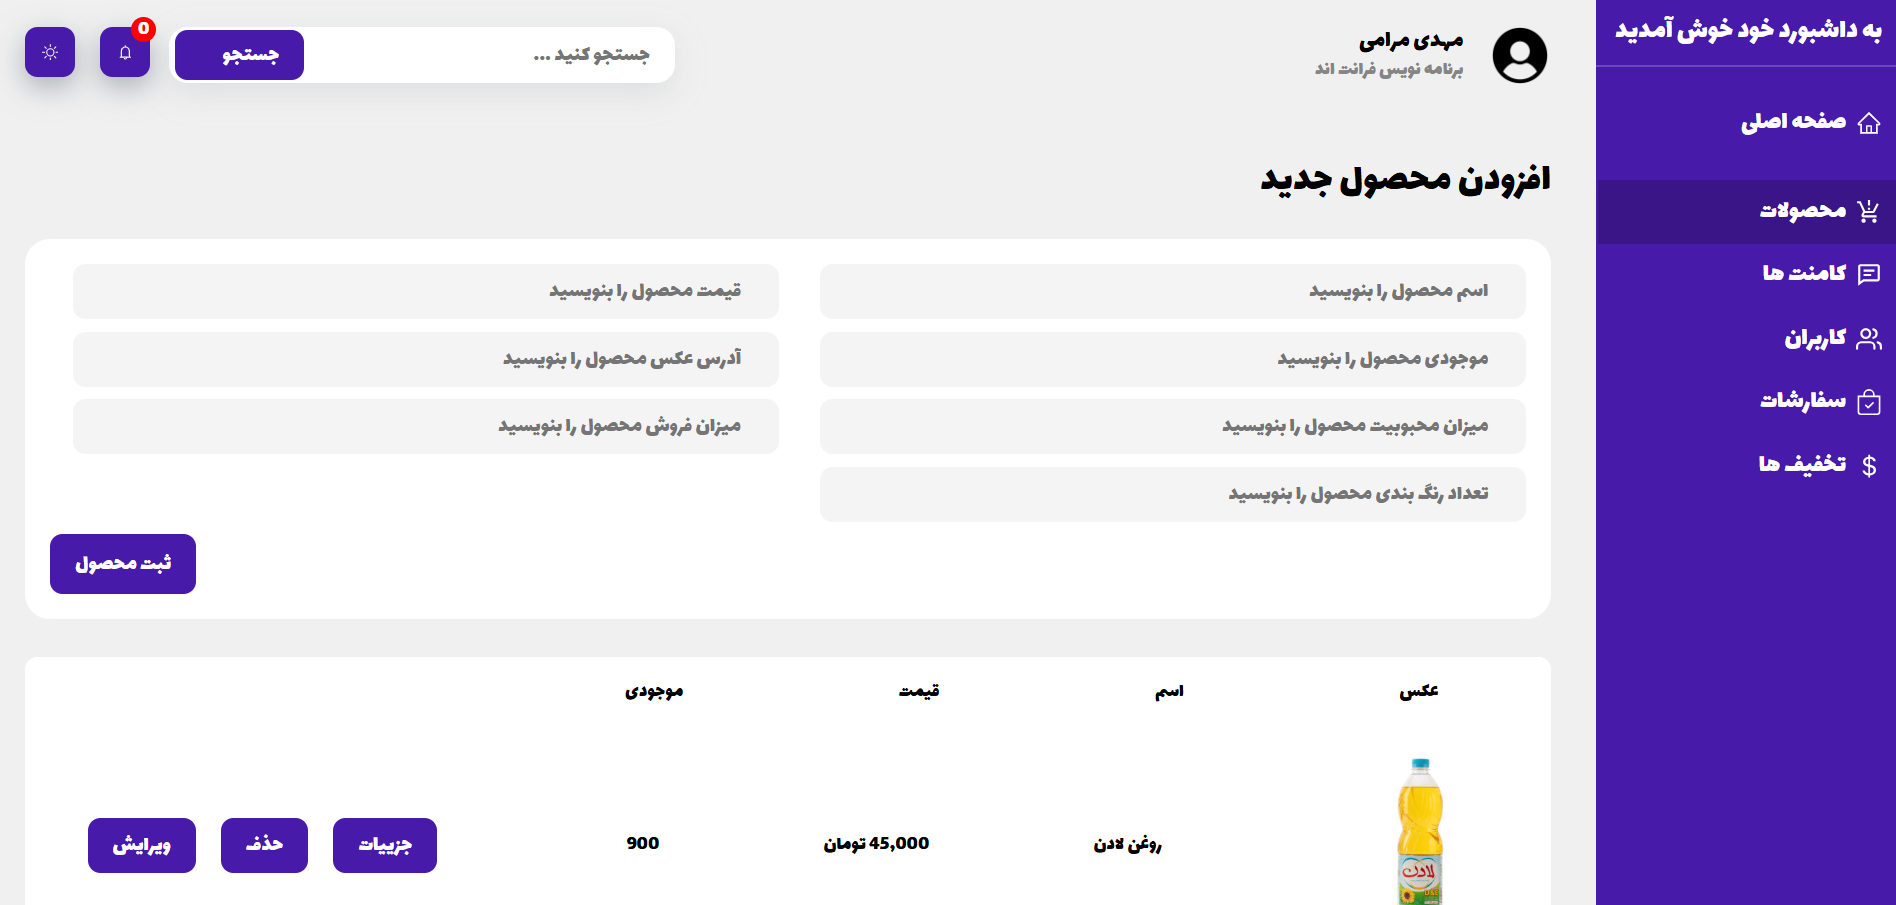 به داشبورد خود خوش آمدید
صفحه اصلی
محصولات
کامنت ها
کاربران
سفارشات
تخفیف ها
مهدی مرامی
برنامه نویس فرانت اند
جستجو کنید ...
جستجو
0
افزودن محصول جدید
اسم محصول را بنویسید
قیمت محصول را بنویسید
موجودی محصول را بنویسید
آدرس عکس محصول را بنویسید
میزان محبوبیت محصول را بنویسید
میزان فروش محصول را بنویسید
تعداد رنگ بندی محصول را بنویسید
ثبت محصول
عکس
اسم
قیمت
موجودی
لادن
روغن لادن
45,000 تومان
900
جزییات
حذف
ویرایش